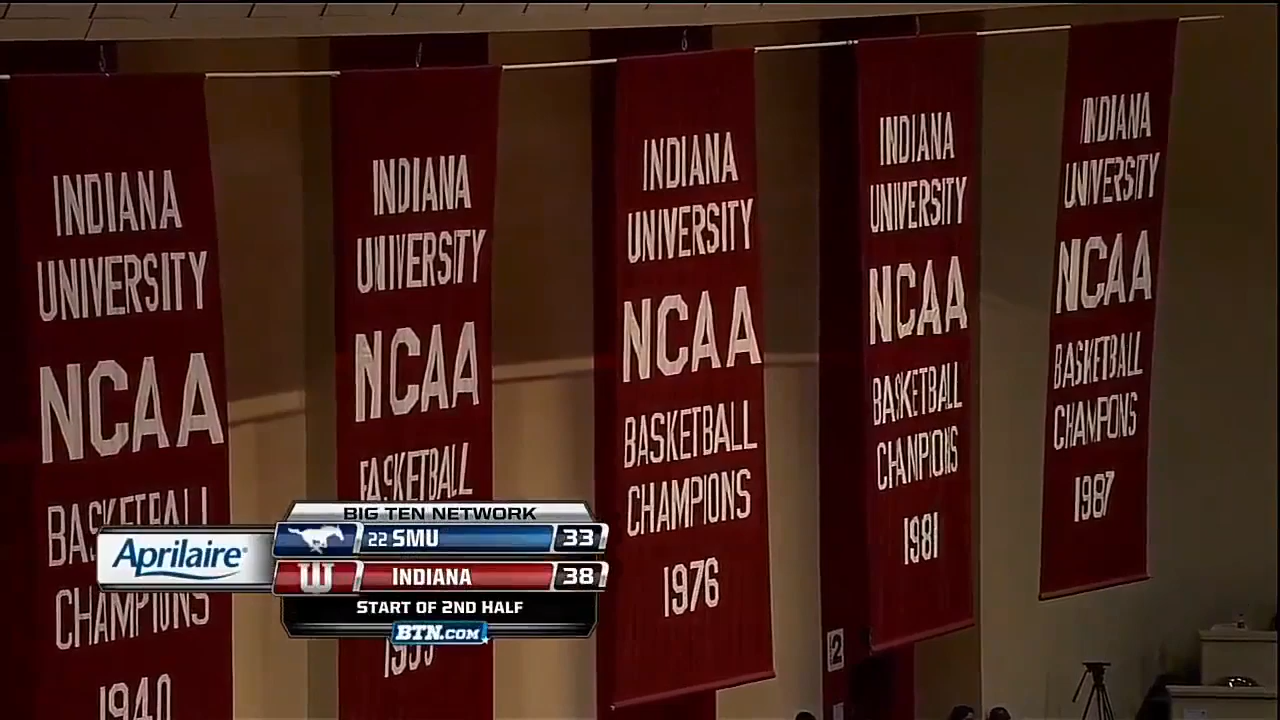 INDIANA
UNIVERSITY
NCAA
BASKETBALL
CHAMPIONS
1940
INDIANA
UNIVERSITY
NCAA
BASKETBALL
INDIANA
UNIVERSITY
NCAA
BASKETBALL
CHAMPIONS
1976
INDIANA
UNIVERSITY
NCAA
BASKETBALL
CHAMPIONS
1981
INDIANA
UNIVERSITY
NCAA
BASKETBALL
CHAMPIONS
1987
2
Aprilaire
BIG TEN NETWORK
22 SMU 33
INDIANA 38
START OF 2ND HALF
BTN.COM